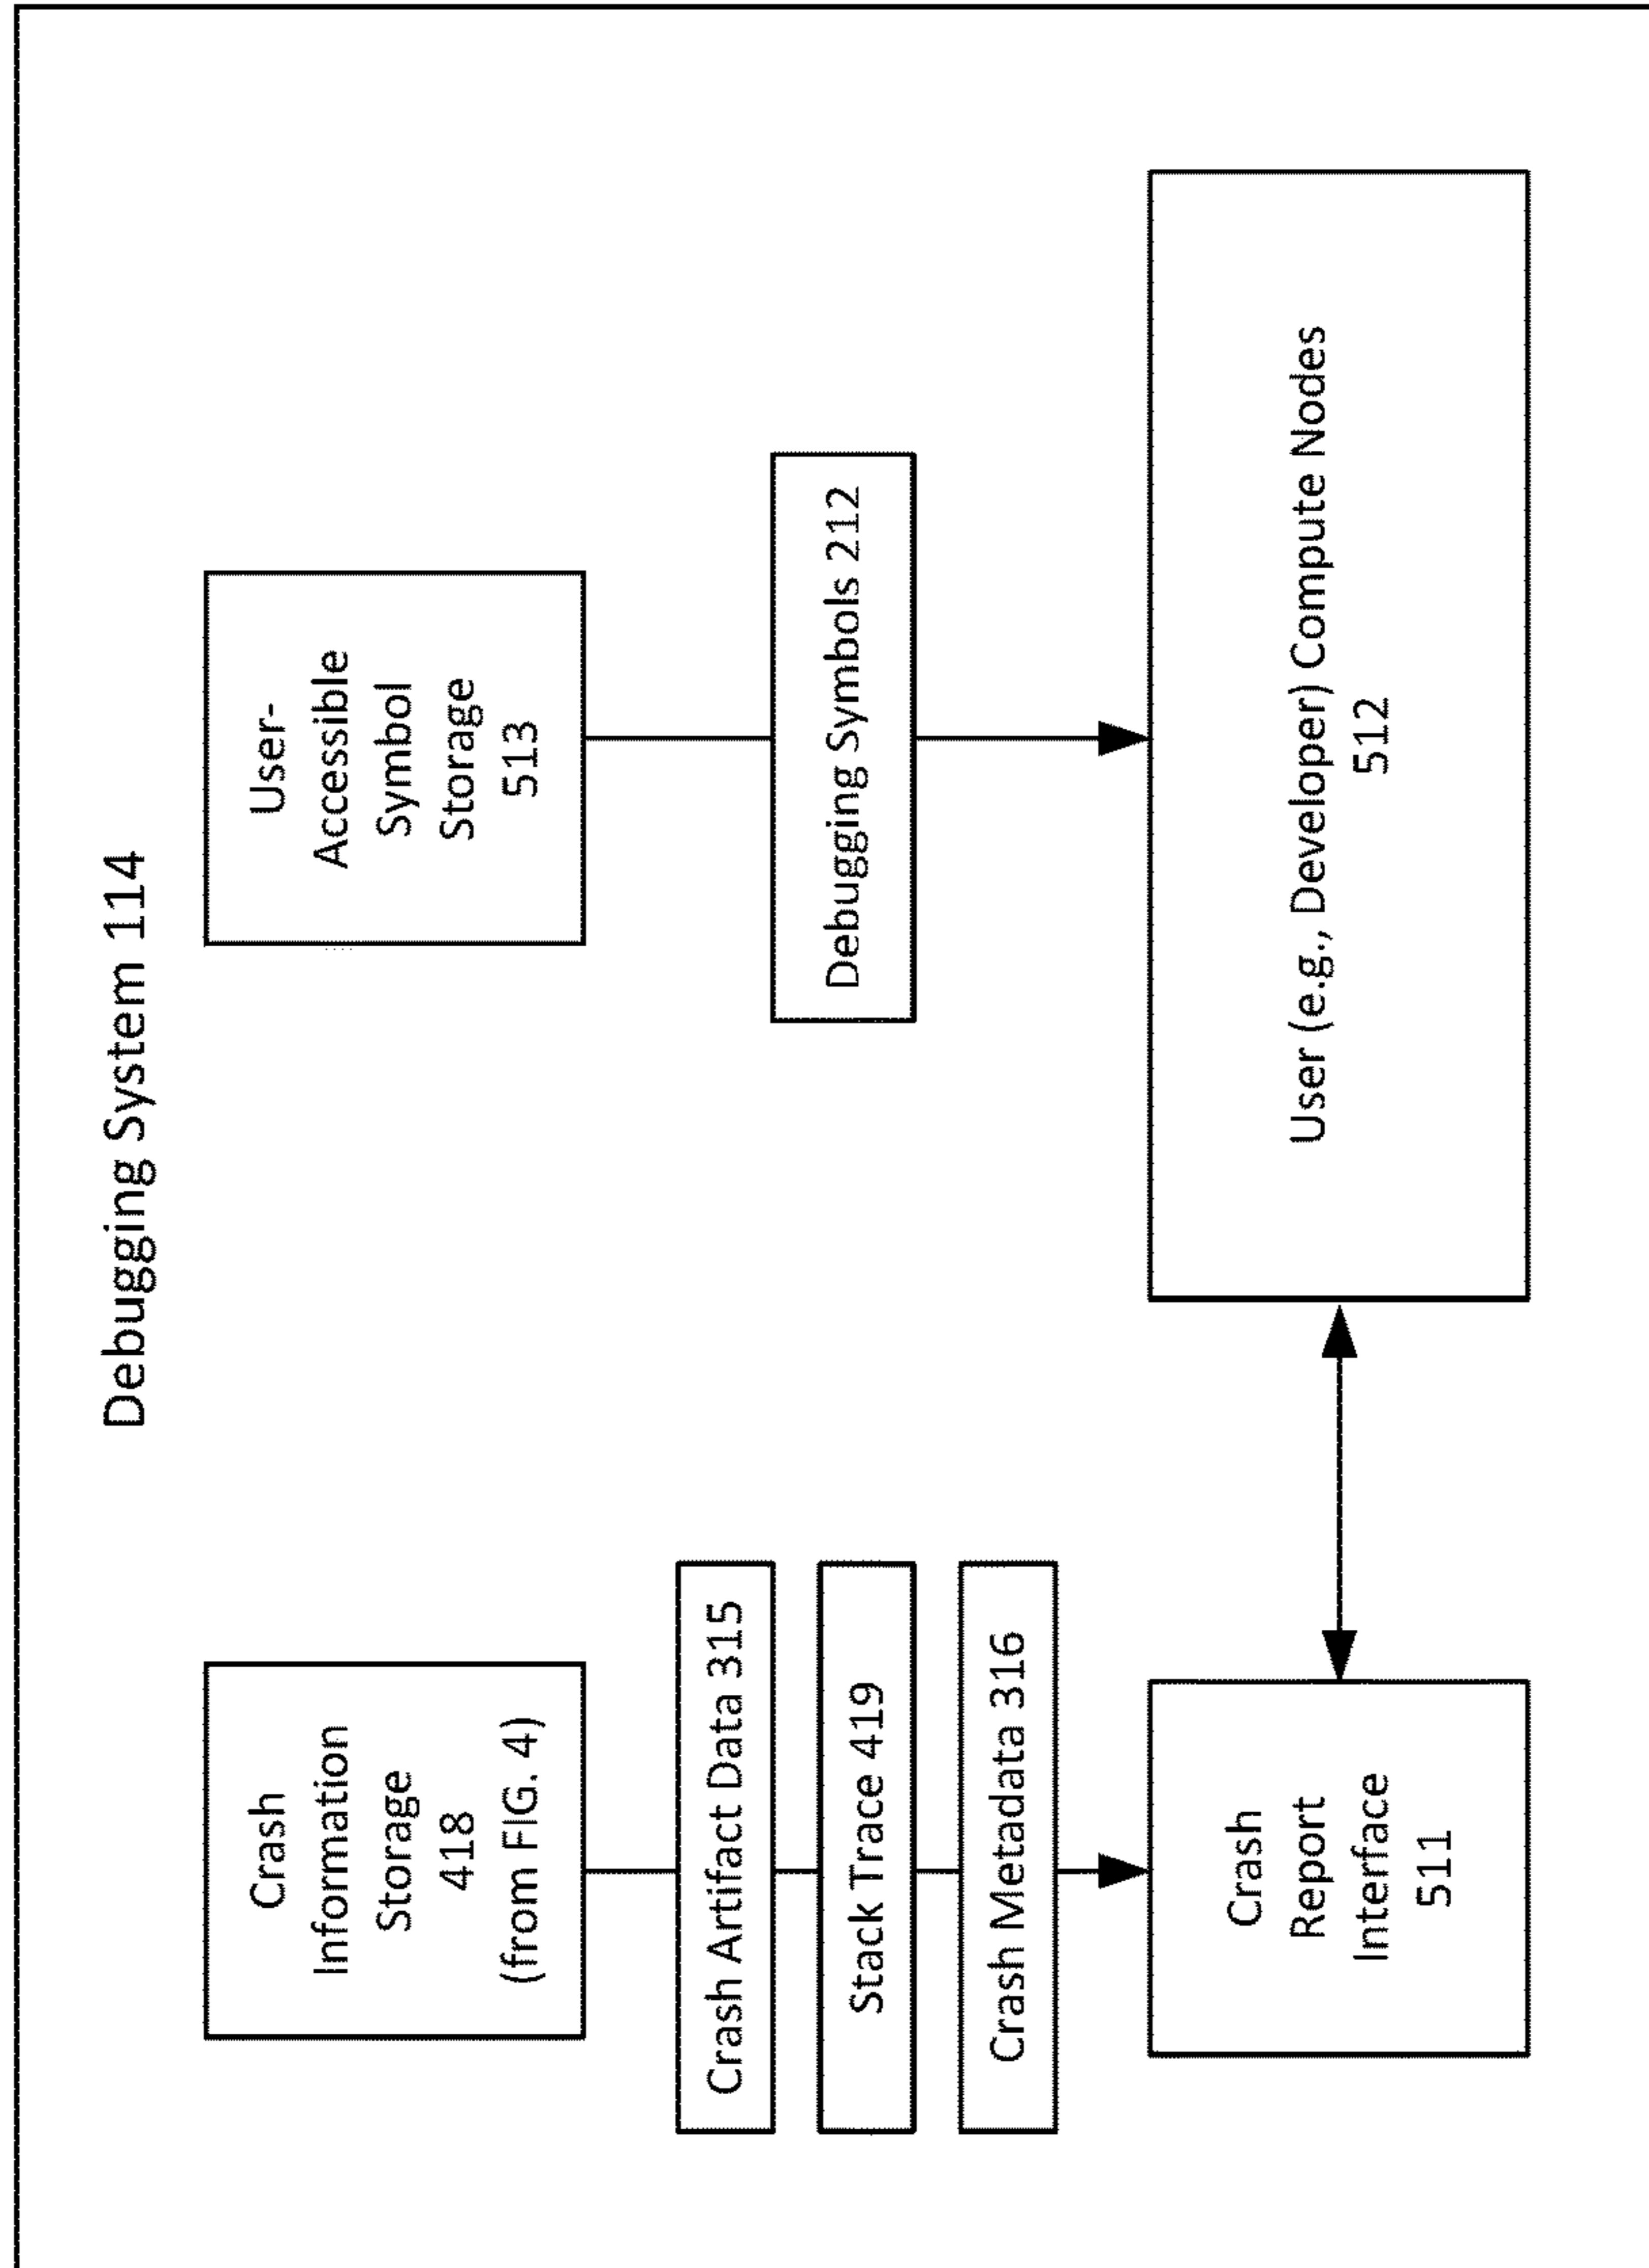 Debugging System 114
Crash
Information
Storage
418
(from FIG. 4)
Crash Artifact Data 315
Stack Trace 419
Crash Metadata 316
Crash
Report
Interface
511
User-
Accessible
Symbol
Storage
513
Debugging Symbols 212
User (e.g., Developer) Compute Nodes
512